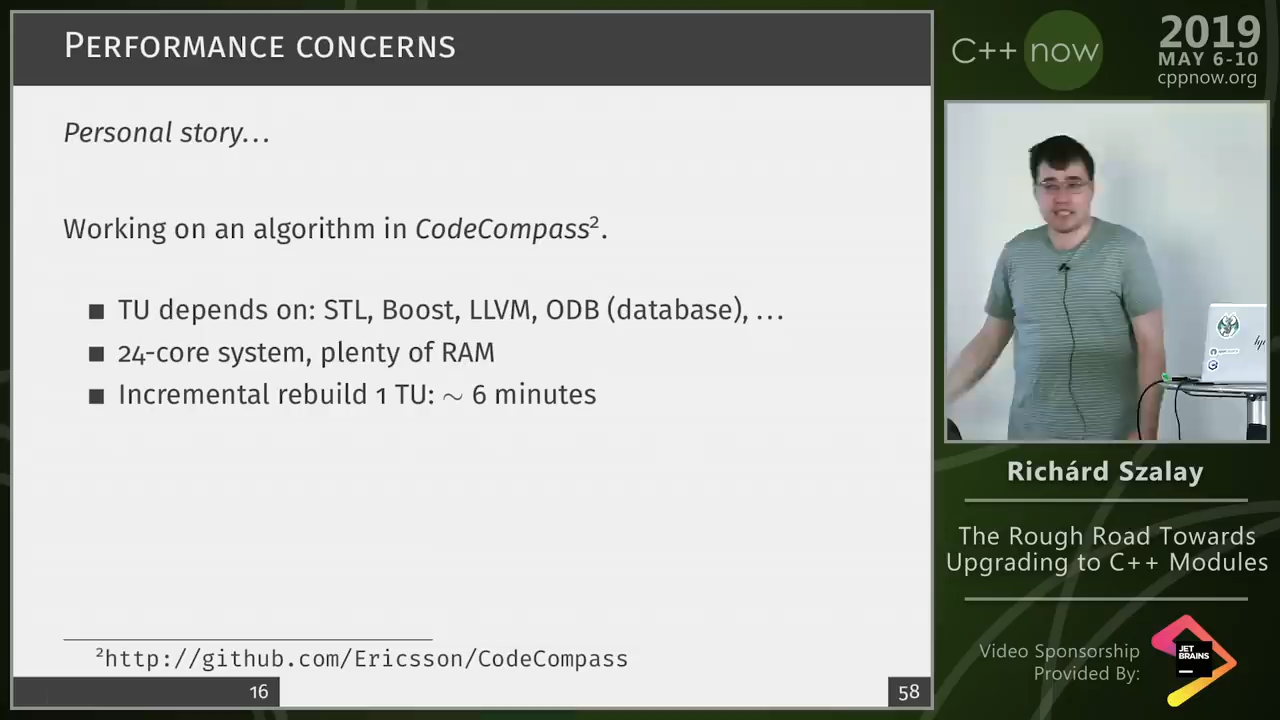 PERFORMANCE CONCERNS
Personal story…
Working on an algorithm in CodeCompass².
■ TU depends on: STL, Boost, LLVM, ODB (database), …
■ 24-core system, plenty of RAM
■ Incremental rebuild 1 TU: ∼ 6 minutes
²http://github.com/Ericsson/CodeCompass
16
58
C++ now
2019
MAY 6-10
cppnow.org
hp
Richárd Szalay
The Rough Road Towards
Upgrading to C++ Modules
Video Sponsorship
Provided By:
JET
BRAINS